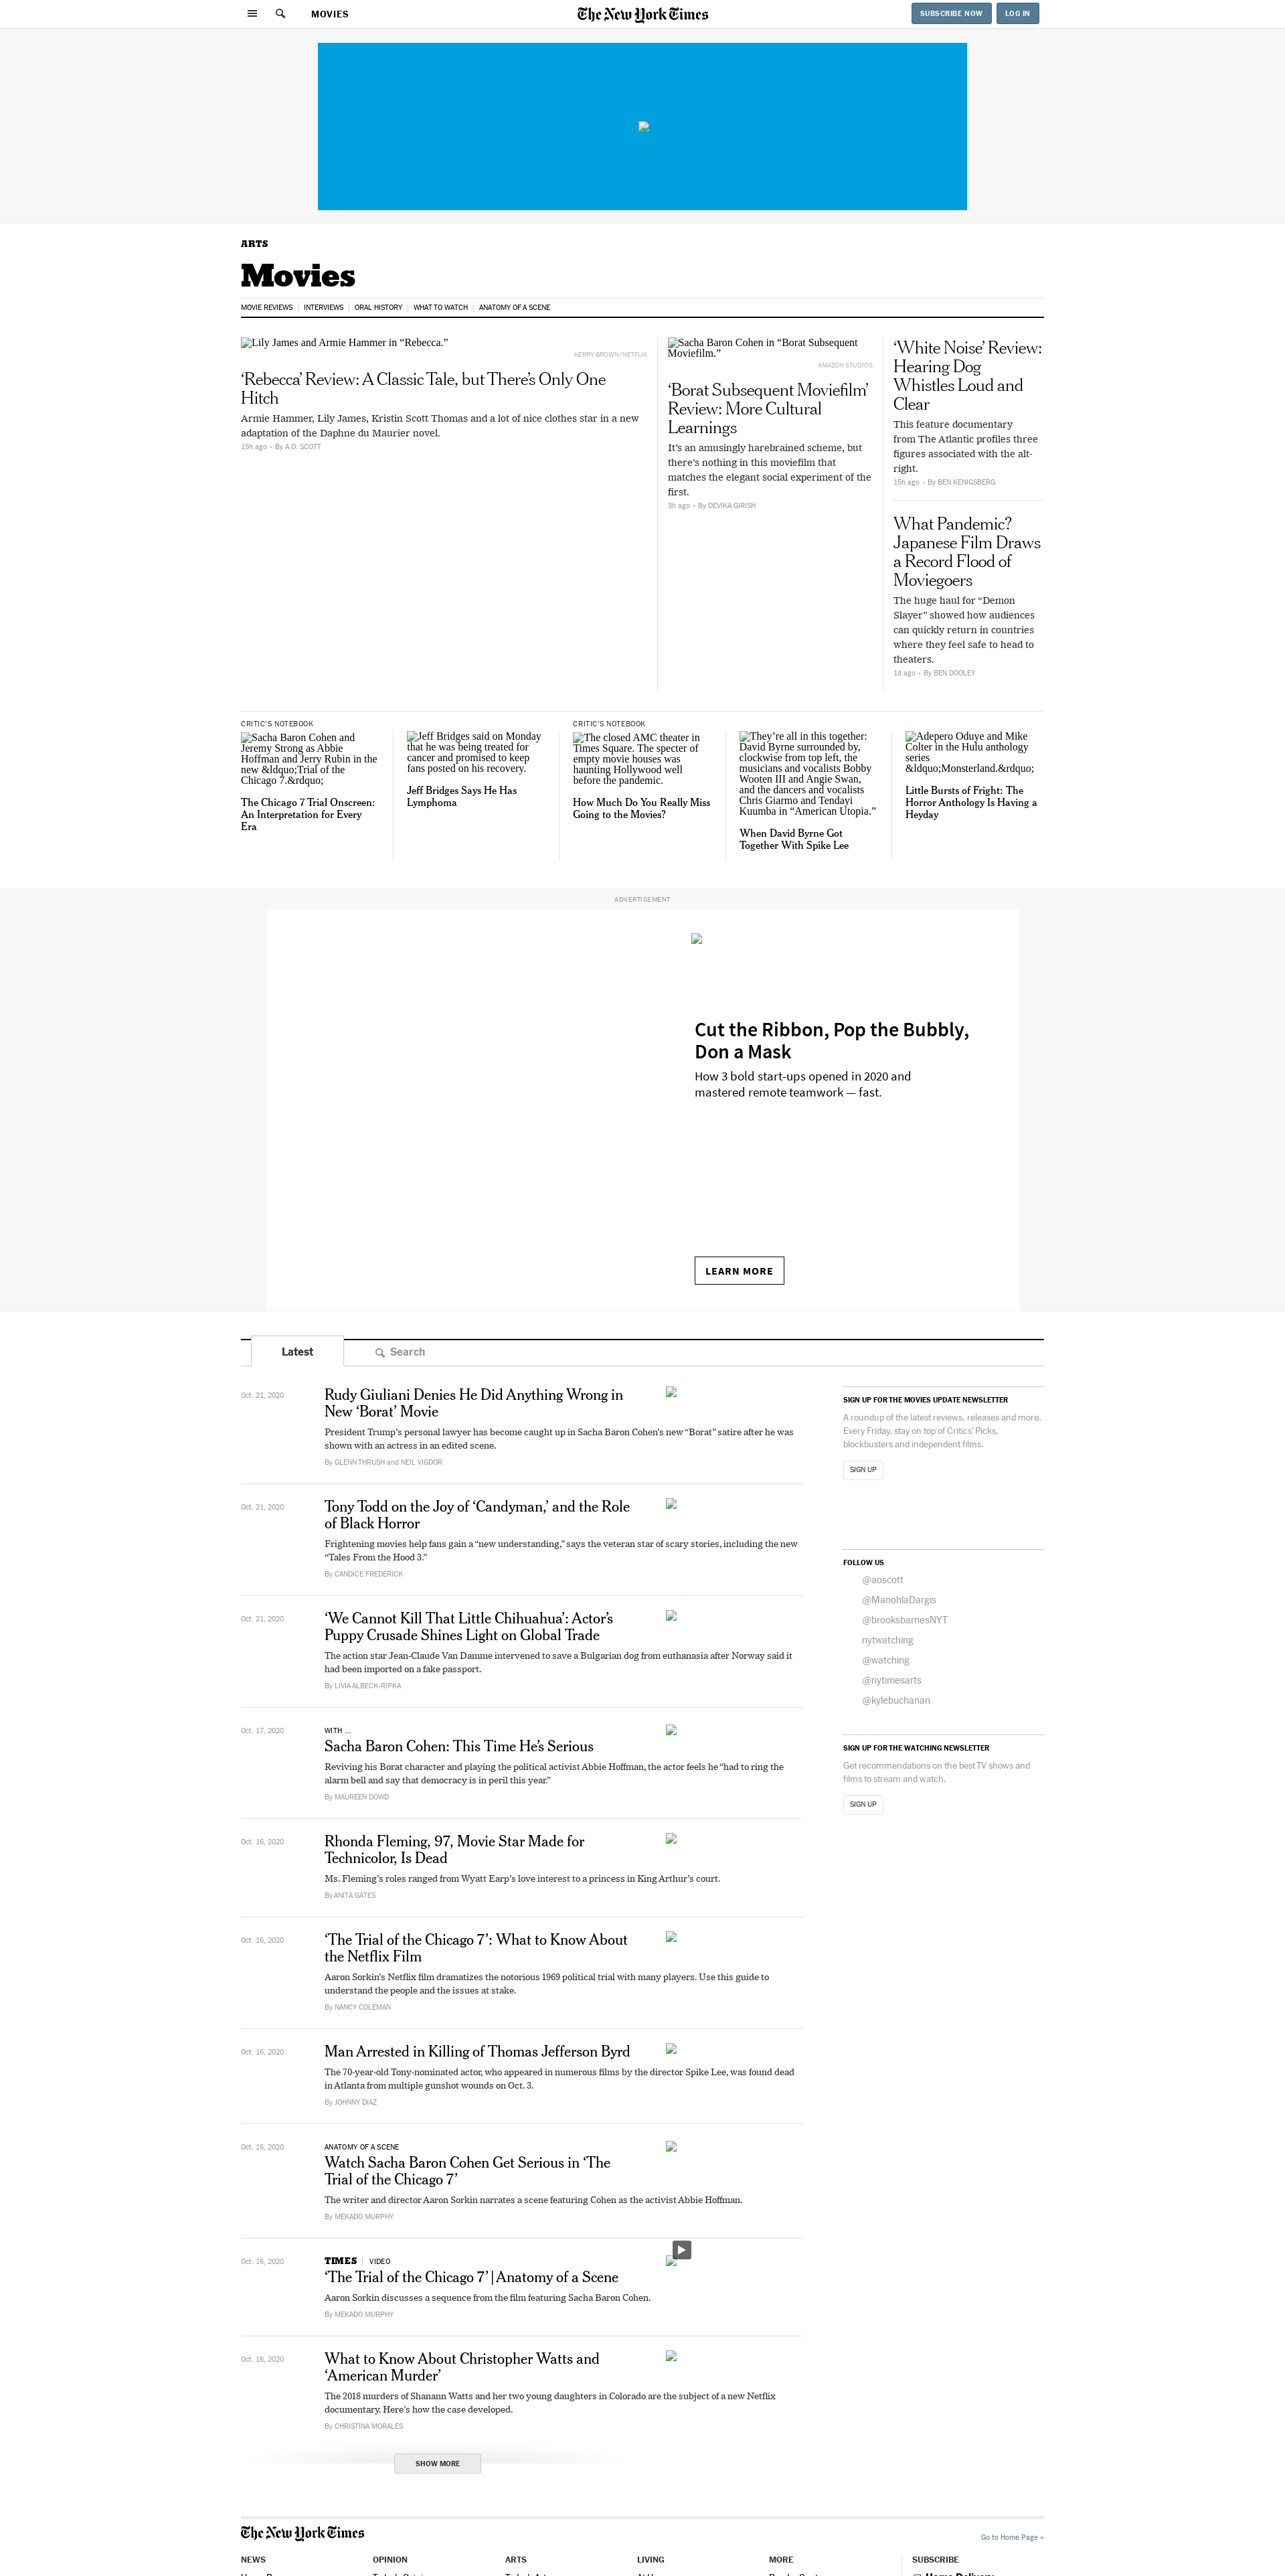 MOVIES
The New York Times
SUBSCRIBE NOW
LOG IN
ARTS
Movies
MOVIE REVIEWS
INTERVIEWS
ORAL HISTORY
WHAT TO WATCH
ANATOMY OF A SCENE
Lily James and Armie Hammer in “Rebecca.”
KERRY BROWN/NETFLIX
‘Rebecca’ Review: A Classic Tale, but There’s Only One
Hitch
Armie Hammer, Lily James, Kristin Scott Thomas and a lot of nice clothes star in a new
adaptation of the Daphne du Maurier novel.
15h ago • By A.O. SCOTT
Sacha Baron Cohen in “Borat Subsequent
Moviefilm.”
AMAZON STUDIOS
‘Borat Subsequent Moviefilm’
Review: More Cultural
Learnings
It’s an amusingly harebrained scheme, but
there’s nothing in this moviefilm that
matches the elegant social experiment of the
first.
3h ago • By DEVIKA GIRISH
‘White Noise’ Review:
Hearing Dog
Whistles Loud and
Clear
This feature documentary
from The Atlantic profiles three
figures associated with the alt-
right.
15h ago • By BEN KENIGSBERG
What Pandemic?
Japanese Film Draws
a Record Flood of
Moviegoers
The huge haul for “Demon
Slayer” showed how audiences
can quickly return in countries
where they feel safe to head to
theaters.
1d ago • By BEN DOOLEY
CRITIC’S NOTEBOOK
Sacha Baron Cohen and
Jeremy Strong as Abbie
Hoffman and Jerry Rubin in the
new &ldquo;Trial of the
Chicago 7.&rdquo;
The Chicago 7 Trial Onscreen:
An Interpretation for Every
Era
Jeff Bridges said on Monday
that he was being treated for
cancer and promised to keep
fans posted on his recovery.
Jeff Bridges Says He Has
Lymphoma
CRITIC’S NOTEBOOK
The closed AMC theater in
Times Square. The specter of
empty movie houses was
haunting Hollywood well
before the pandemic.
How Much Do You Really Miss
Going to the Movies?
They’re all in this together:
David Byrne surrounded by,
clockwise from top left, the
musicians and vocalists Bobby
Wooten III and Angie Swan,
and the dancers and vocalists
Chris Giarmo and Tendayi
Kuumba in “American Utopia.”
When David Byrne Got
Together With Spike Lee
Adepero Oduye and Mike
Colter in the Hulu anthology
series
&ldquo;Monsterland.&rdquo;
Little Bursts of Fright: The
Horror Anthology Is Having a
Heyday
ADVERTISEMENT
Cut the Ribbon, Pop the Bubbly,
Don a Mask
How 3 bold start-ups opened in 2020 and
mastered remote teamwork — fast.
LEARN MORE
Latest
Search
Oct. 21, 2020
Rudy Giuliani Denies He Did Anything Wrong in
New ‘Borat’ Movie
President Trump’s personal lawyer has become caught up in Sacha Baron Cohen’s new “Borat” satire after he was
shown with an actress in an edited scene.
By GLENN THRUSH and NEIL VIGDOR
Oct. 21, 2020
Tony Todd on the Joy of ‘Candyman,’ and the Role
of Black Horror
Frightening movies help fans gain a “new understanding,” says the veteran star of scary stories, including the new
“Tales From the Hood 3.”
By CANDICE FREDERICK
Oct. 21, 2020
‘We Cannot Kill That Little Chihuahua’: Actor’s
Puppy Crusade Shines Light on Global Trade
The action star Jean-Claude Van Damme intervened to save a Bulgarian dog from euthanasia after Norway said it
had been imported on a fake passport.
By LIVIA ALBECK-RIPKA
Oct. 17, 2020
WITH ...
Sacha Baron Cohen: This Time He’s Serious
Reviving his Borat character and playing the political activist Abbie Hoffman, the actor feels he “had to ring the
alarm bell and say that democracy is in peril this year.”
By MAUREEN DOWD
Oct. 16, 2020
Rhonda Fleming, 97, Movie Star Made for
Technicolor, Is Dead
Ms. Fleming’s roles ranged from Wyatt Earp’s love interest to a princess in King Arthur’s court.
By ANITA GATES
Oct. 16, 2020
‘The Trial of the Chicago 7’: What to Know About
the Netflix Film
Aaron Sorkin’s Netflix film dramatizes the notorious 1969 political trial with many players. Use this guide to
understand the people and the issues at stake.
By NANCY COLEMAN
Oct. 16, 2020
Man Arrested in Killing of Thomas Jefferson Byrd
The 70-year-old Tony-nominated actor, who appeared in numerous films by the director Spike Lee, was found dead
in Atlanta from multiple gunshot wounds on Oct. 3.
By JOHNNY DIAZ
Oct. 16, 2020
ANATOMY OF A SCENE
Watch Sacha Baron Cohen Get Serious in ‘The
Trial of the Chicago 7’
The writer and director Aaron Sorkin narrates a scene featuring Cohen as the activist Abbie Hoffman.
By MEKADO MURPHY
Oct. 16, 2020
TIMES | VIDEO
‘The Trial of the Chicago 7’ | Anatomy of a Scene
Aaron Sorkin discusses a sequence from the film featuring Sacha Baron Cohen.
By MEKADO MURPHY
Oct. 16, 2020
What to Know About Christopher Watts and
‘American Murder’
The 2018 murders of Shanann Watts and her two young daughters in Colorado are the subject of a new Netflix
documentary. Here’s how the case developed.
By CHRISTINA MORALES
SHOW MORE
SIGN UP FOR THE MOVIES UPDATE NEWSLETTER
A roundup of the latest reviews, releases and more.
Every Friday, stay on top of Critics’ Picks,
blockbusters and independent films.
SIGN UP
FOLLOW US
@aoscott
@ManohlaDargis
@brooksbarnesNYT
nytwatching
@watching
@nytimesarts
@kylebuchanan
SIGN UP FOR THE WATCHING NEWSLETTER
Get recommendations on the best TV shows and
films to stream and watch.
SIGN UP
The New York Times
Go to Home Page »
NEWS
OPINION
ARTS
LIVING
MORE
SUBSCRIBE